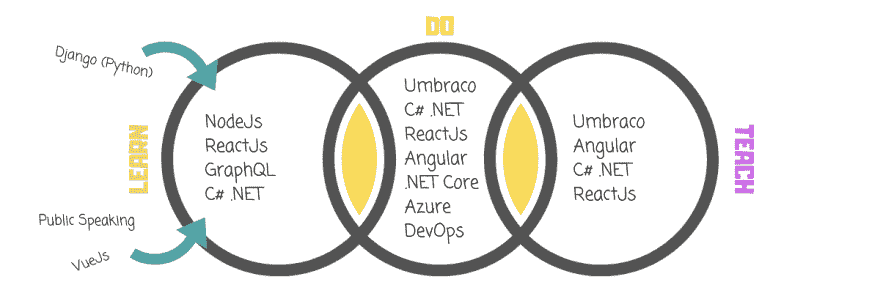 DO
Django (Python)
LEARN
NodeJs
ReactJs
GraphQL
C# .NET
Public Speaking
VueJs
Umbraco
C# .NET
ReactJs
Angular
.NET Core
Azure
DevOps
Umbraco
Angular
C# .NET
ReactJs
TEACH